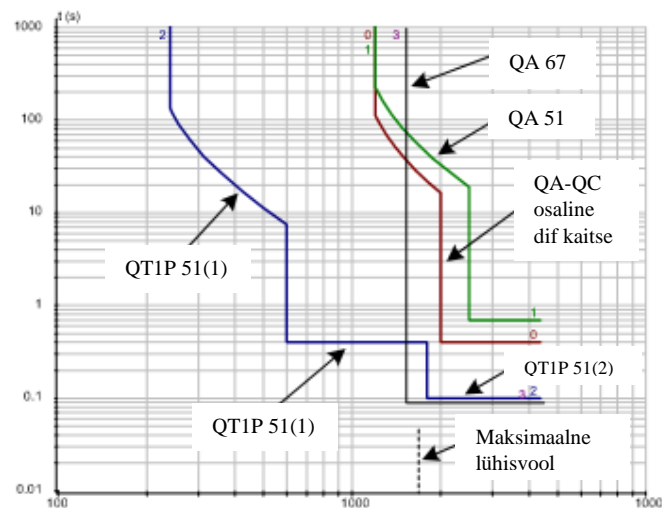 t (s)
1000
100
10
1
0.1
0.01
100
1000
10000
2
0
1
3
QA 67
QA 51
QA-QC
osaline
dif kaitse
QT1P 51(1)
1
0
QT1P 51(2)
3
2
QT1P 51(1)
Maksimaalne
lühisvool